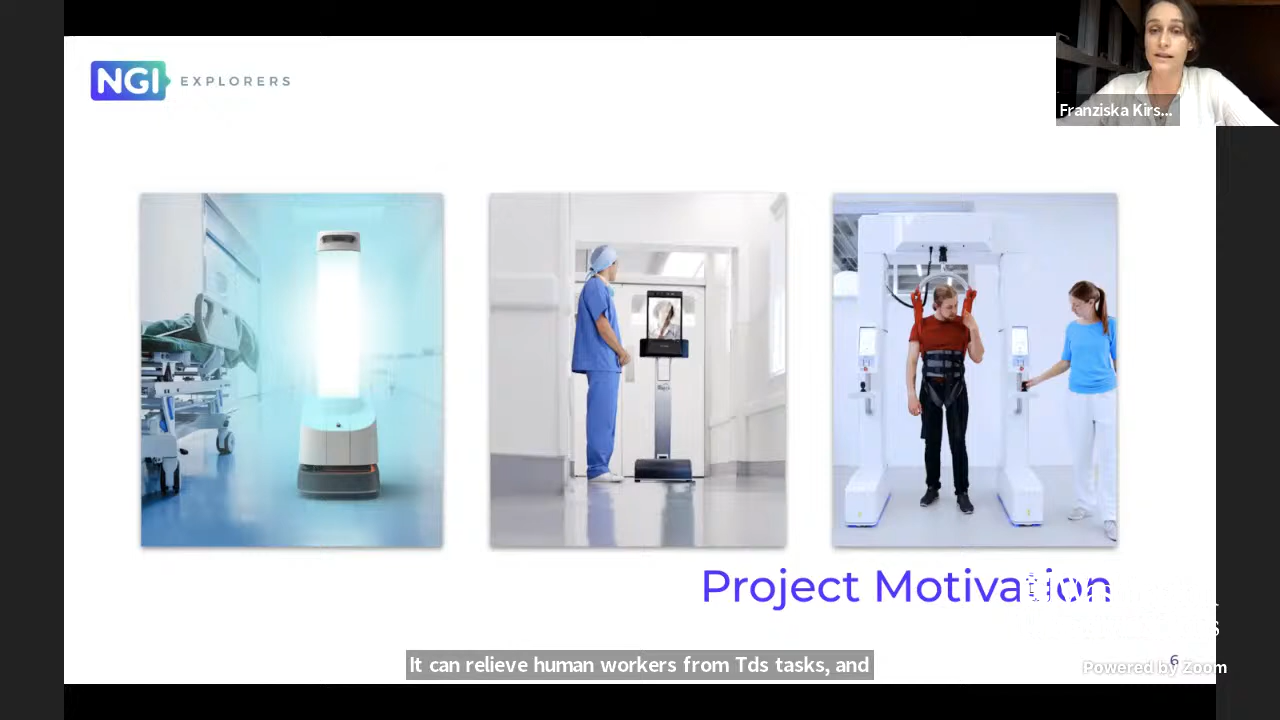 NGI EXPLORERS
Franziska Kirs...
Project Motivation
It can relieve human workers from Tds tasks, and
6
Powered by Zoom